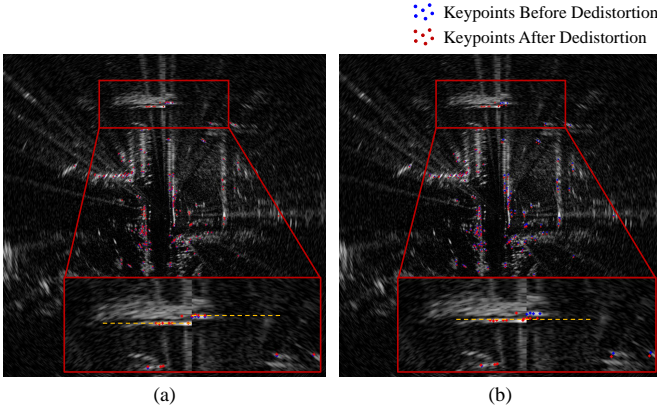 Keypoints Before Dedistortion
Keypoints After Dedistortion
(a)
(b)